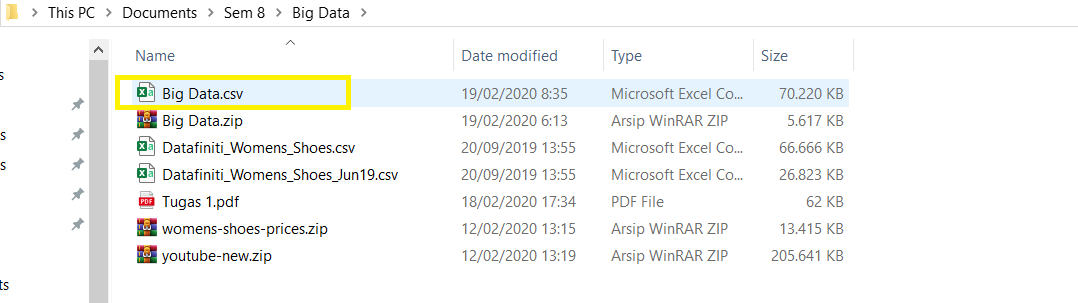 This PC > Documents > Sem 8 > Big Data >
Name Date modified Type Size
Big Data.csv 19/02/2020 8:35 Microsoft Excel Co... 70.220 KB
Big Data.zip 19/02/2020 6:13 Arsip WinRAR ZIP 5.617 KB
Datafiniti_Womens_Shoes.csv 20/09/2019 13:55 Microsoft Excel Co... 66.666 KB
Datafiniti_Womens_Shoes_Jun19.csv 20/09/2019 13:55 Microsoft Excel Co... 26.823 KB
Tugas 1.pdf 18/02/2020 17:34 PDF File 62 KB
womens-shoes-prices.zip 12/02/2020 13:15 Arsip WinRAR ZIP 13.415 KB
youtube-new.zip 12/02/2020 13:19 Arsip WinRAR ZIP 205.641 KB